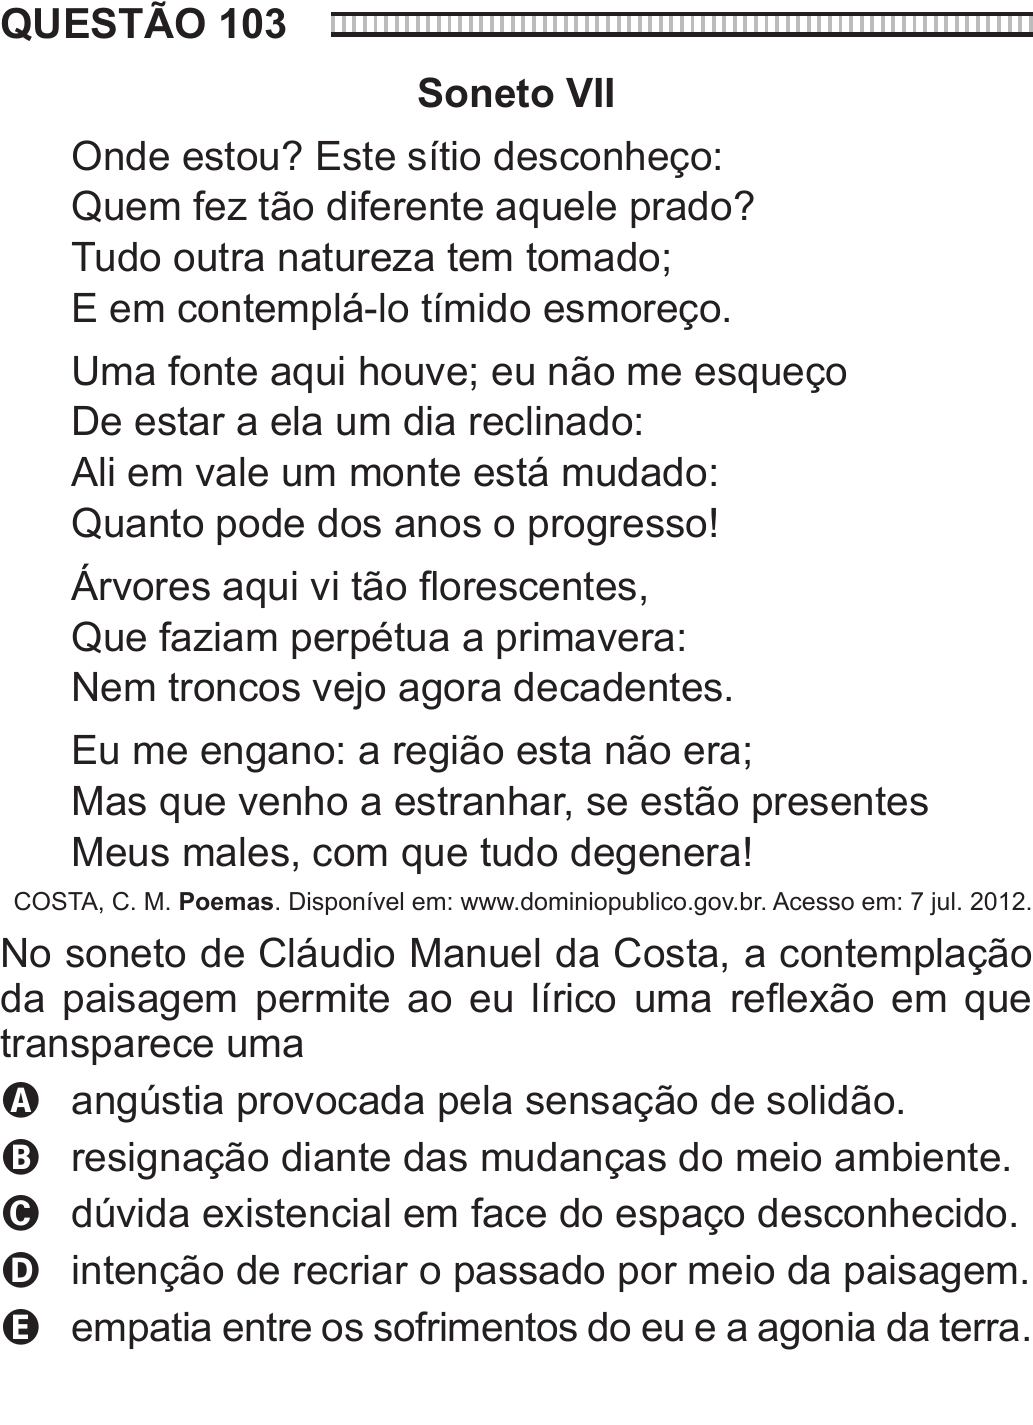 QUESTÃO 103
Soneto VII
Onde estou? Este sítio desconheço:
Quem fez tão diferente aquele prado?
Tudo outra natureza tem tomado;
E em contemplá-lo tímido esmoreço.
Uma fonte aqui houve; eu não me esqueço
De estar a ela um dia reclinado:
Ali em vale um monte está mudado:
Quanto pode dos anos o progresso!
Árvores aqui vi tão florescentes,
Que faziam perpétua a primavera:
Nem troncos vejo agora decadentes.
Eu me engano: a região esta não era;
Mas que venho a estranhar, se estão presentes
Meus males, com que tudo degenera!
COSTA, C. M. Poemas. Disponível em: www.dominiopublico.gov.br. Acesso em: 7 jul. 2012.
No soneto de Cláudio Manuel da Costa, a contemplação
da paisagem permite ao eu lírico uma reflexão em que
transparece uma
A angústia provocada pela sensação de solidão.
B resignação diante das mudanças do meio ambiente.
C dúvida existencial em face do espaço desconhecido.
D intenção de recriar o passado por meio da paisagem.
E empatia entre os sofrimentos do eu e a agonia da terra.